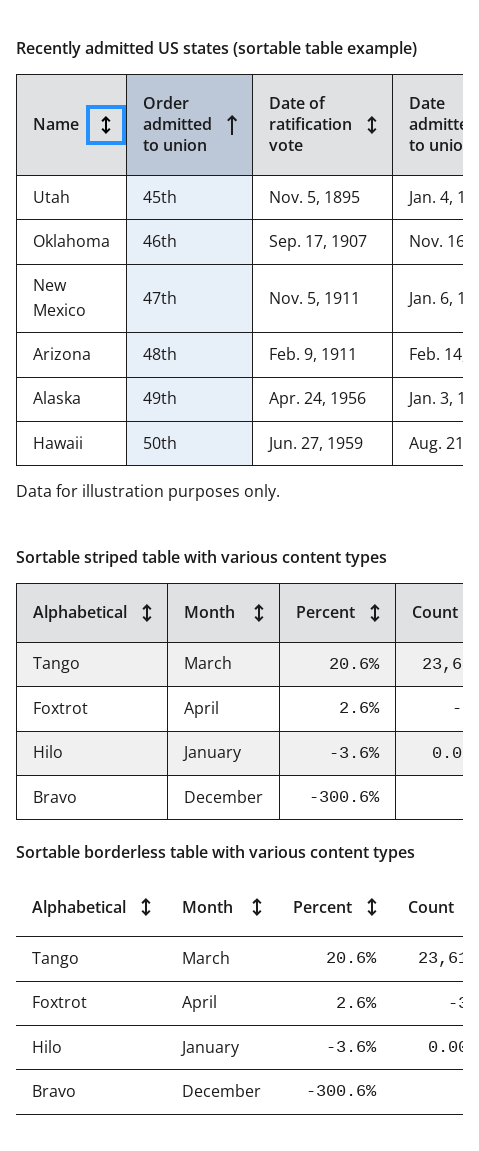 Recently admitted US states (sortable table example)
Name Order admitted to union Date of ratification vote Date admitte to unio
Utah 45th Nov. 5, 1895 Jan. 4, 1
Oklahoma 46th Sep. 17, 1907 Nov. 16
New Mexico 47th Nov. 5, 1911 Jan. 6, 1
Arizona 48th Feb. 9, 1911 Feb. 14
Alaska 49th Apr. 24, 1956 Jan. 3, 1
Hawaii 50th Jun. 27, 1959 Aug. 21
Data for illustration purposes only.
Sortable striped table with various content types
Alphabetical Month Percent Count
Tango March 20.6% 23,6
Foxtrot April 2.6% -
Hilo January -3.6% 0.0
Bravo December -300.6%
Sortable borderless table with various content types
Alphabetical Month Percent Count
Tango March 20.6% 23,61
Foxtrot April 2.6% -3
Hilo January -3.6% 0.00
Bravo December -300.6%